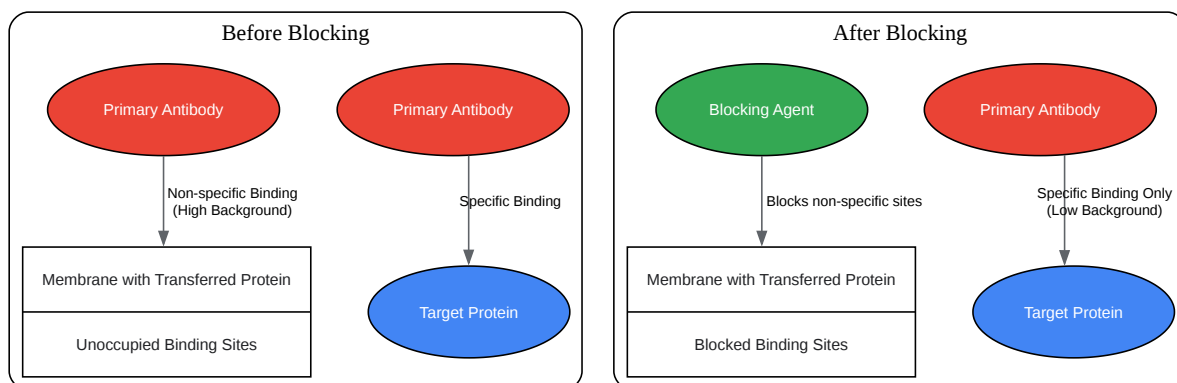 Before Blocking
Primary Antibody
Primary Antibody
Non-specific Binding
(High Background)
Specific Binding
Membrane with Transferred Protein
Unoccupied Binding Sites
Target Protein
After Blocking
Blocking Agent
Primary Antibody
Blocks non-specific sites
Specific Binding Only
(Low Background)
Membrane with Transferred Protein
Blocked Binding Sites
Target Protein